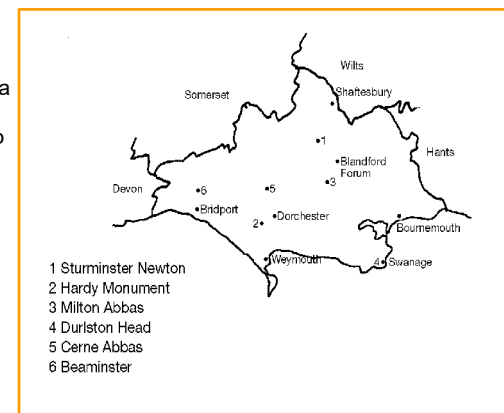 a
o
Wilts
Somerset
Shaftesbury
1
Blandford
Forum
Hants
Devon
6
5
3
Bridport
2
Dorchester
Bournemouth
Weymouth
4
Swanage
1 Sturminster Newton
2 Hardy Monument
3 Milton Abbas
4 Durlston Head
5 Cerne Abbas
6 Beaminster